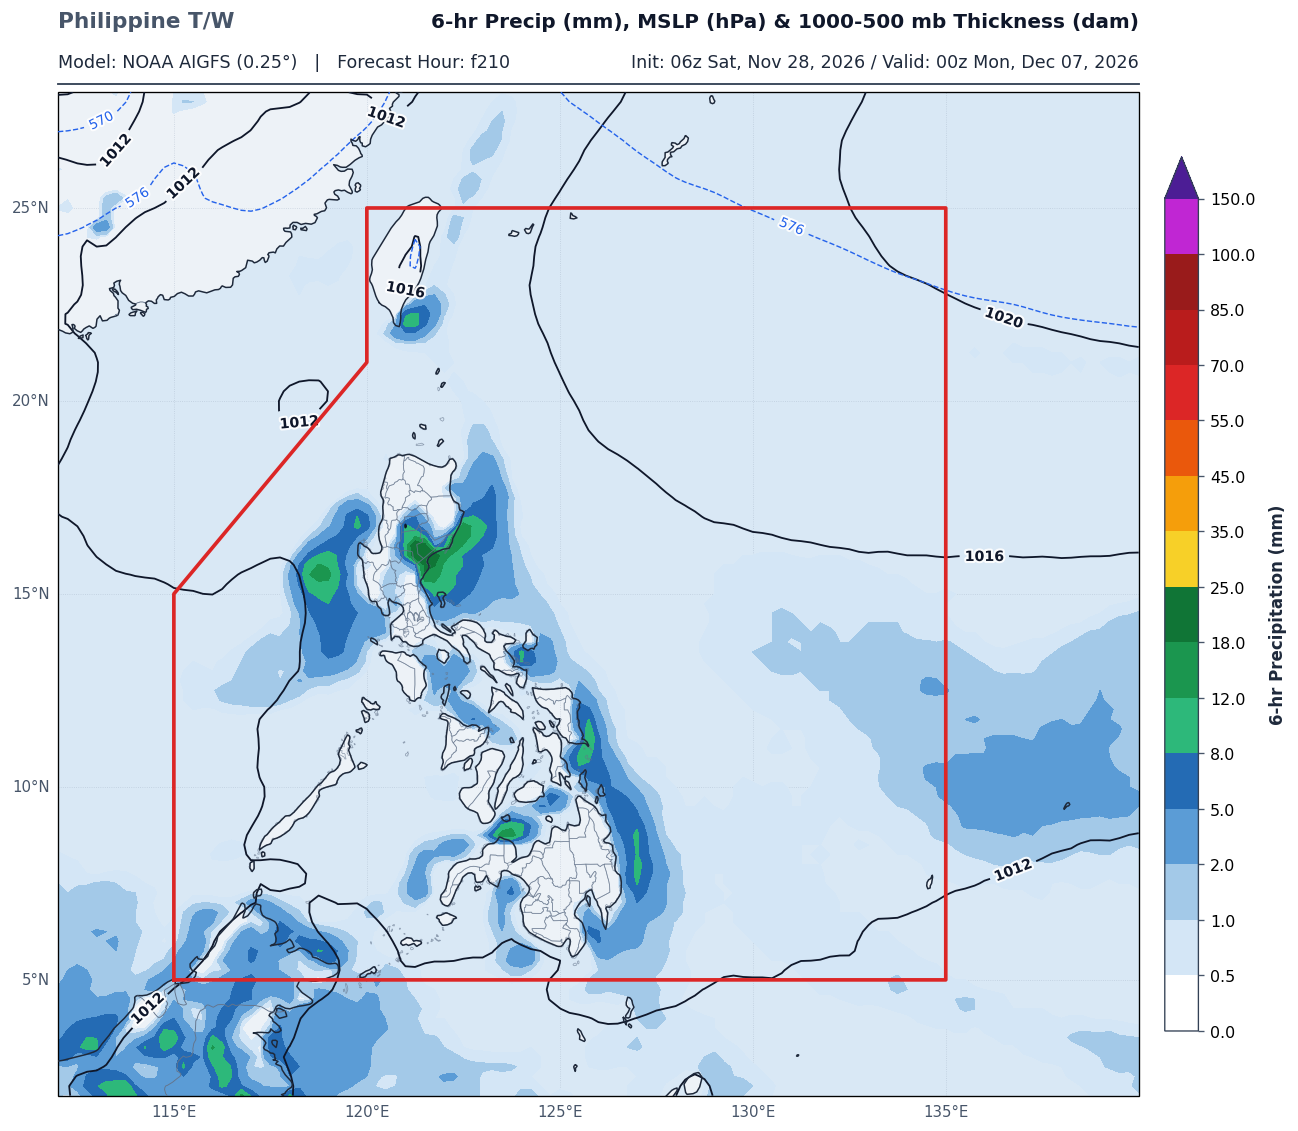 Philippine T/W
6-hr Precip (mm), MSLP (hPa) & 1000-500 mb Thickness (dam)
Model: NOAA AIGFS (0.25°) | Forecast Hour: f210
Init: 06z Sat, Nov 28, 2026 / Valid: 00z Mon, Dec 07, 2026
570
1012
1012
1012
576
576
1016
1020
1012
1016
1012
1012
25°N
20°N
15°N
10°N
5°N
115°E
120°E
125°E
130°E
135°E
150.0
100.0
85.0
70.0
55.0
45.0
35.0
25.0
18.0
12.0
8.0
5.0
2.0
1.0
0.5
0.0
6-hr Precipitation (mm)